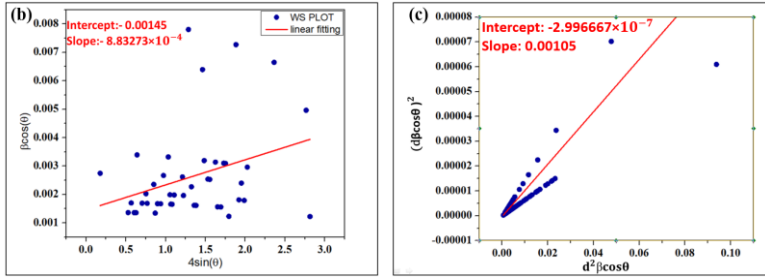 (b)
Intercept:- 0.00145
Slope:- 8.83273×10⁻⁴
WS PLOT
linear fitting
0.008
0.007
0.006
0.005
0.004
0.003
0.002
0.001
βcos(θ)
0.0 0.5 1.0 1.5 2.0 2.5 3.0
4sin(θ)
(c)
Intercept: -2.996667×10⁻⁷
Slope: 0.00105
0.00008
0.00007
0.00006
0.00005
0.00004
0.00003
0.00002
0.00001
0.00000
-0.00001
(dβcosθ)²
0.00 0.02 0.04 0.06 0.08 0.10
d²βcosθ